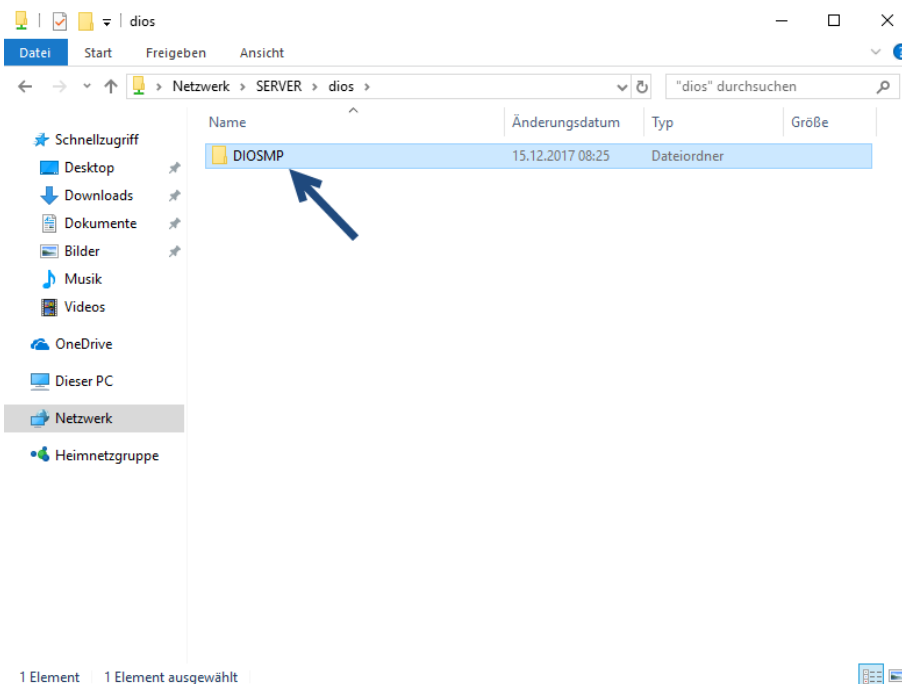 dios
Datei Start Freigeben Ansicht
Netzwerk > SERVER > dios > "dios" durchsuchen
Name Änderungsdatum Typ Größe
DIOSMP 15.12.2017 08:25 Dateiordner
Schnellzugriff
Desktop
Downloads
Dokumente
Bilder
Musik
Videos
OneDrive
Dieser PC
Netzwerk
Heimnetzgruppe
1 Element 1 Element ausgewählt